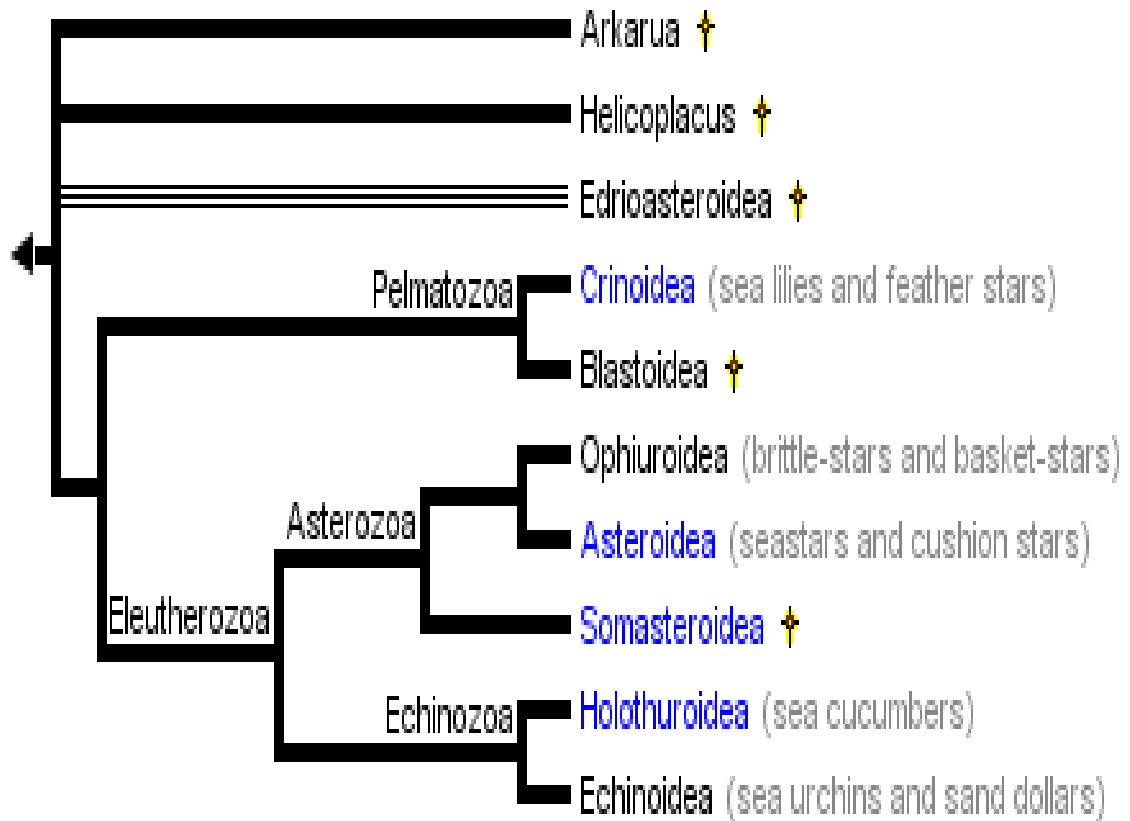 Arkarua †
Helicoplacus †
Edrioasteroidea †
Pelmatozoa
Crinoidea (sea lilies and feather stars)
Blastoidea †
Ophiuroidea (brittle-stars and basket-stars)
Asterozoa
Asteroidea (seastars and cushion stars)
Eleutherozoa
Somasteroidea †
Echinozoa
Holothuroidea (sea cucumbers)
Echinoidea (sea urchins and sand dollars)